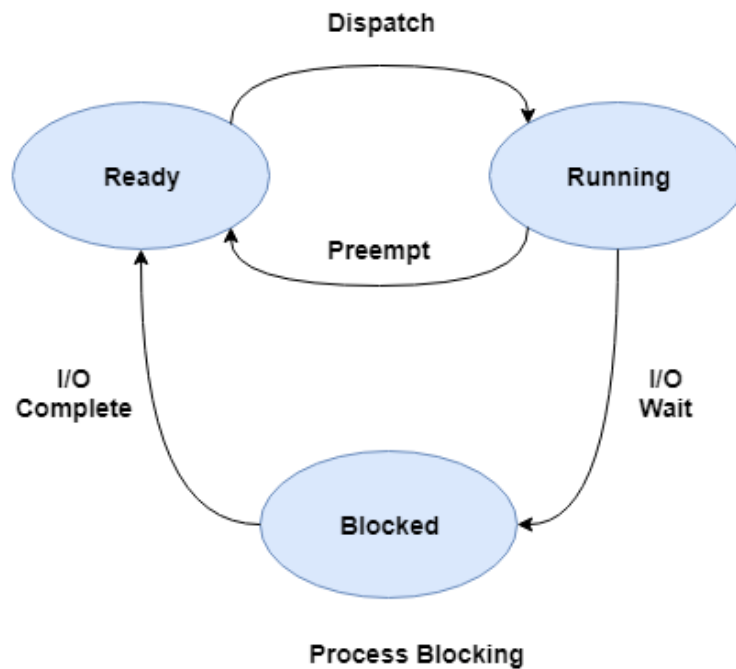 Dispatch
Ready
Running
Preempt
I/O
Complete
I/O
Wait
Blocked
Process Blocking